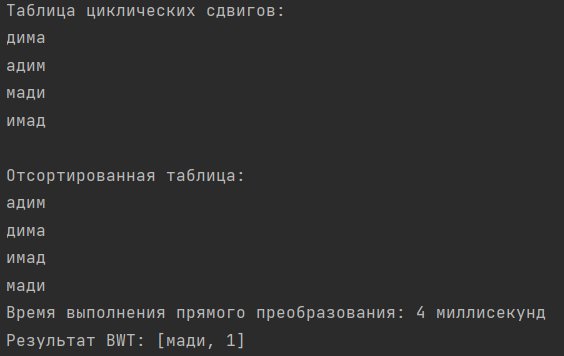 Таблица циклических сдвигов:
дима
адим
мади
имад
Отсортированная таблица:
адим
дима
имад
мади
Время выполнения прямого преобразования: 4 миллисекунд
Результат BWT: [мади, 1]